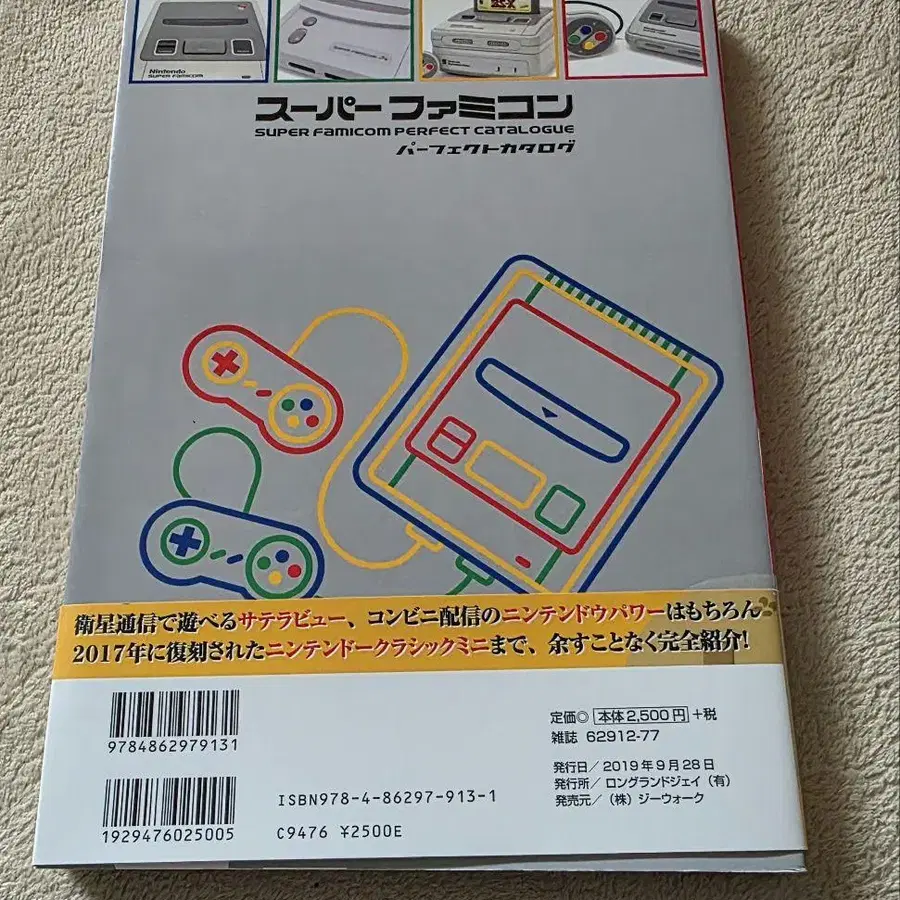 BS-X
Nintendo
SUPER FAMICOM
スーパーファミコン
SUPER FAMICOM PERFECT CATALOGUE
パーフェクトカタログ
衛星通信で遊べるサテラビュー、コンビニ配信のニンテンドウパワーはもちろん
2017年に復刻されたニンテンドークラシックミニまで、余すことなく完全紹介!
9784862979131
定価◎ 本体2,500円 +税
雑誌 62912-77
発行日/2019年9月28日
発行所/ロングランドジェイ(有)
発売元/(株)ジーウォーク
ISBN978-4-86297-913-1
1929476025005
C9476 ¥2500E